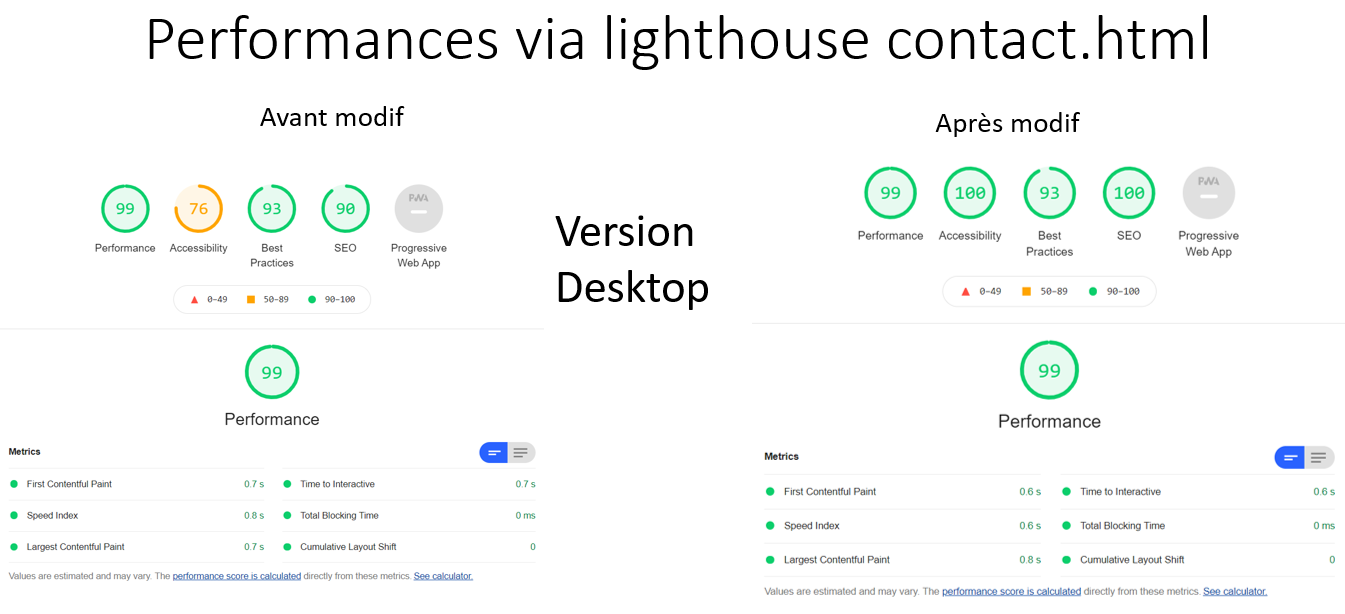 Performances via lighthouse contact.html
Avant modif
99 76 93 90 PWA
Performance Accessibility Best Practices SEO Progressive Web App
0–49 50–89 90–100
99
Performance
Metrics
First Contentful Paint 0.7 s Time to Interactive 0.7 s
Speed Index 0.8 s Total Blocking Time 0 ms
Largest Contentful Paint 0.7 s Cumulative Layout Shift 0
Values are estimated and may vary. The performance score is calculated directly from these metrics. See calculator.
Version
Desktop
Après modif
99 100 93 100 PWA
Performance Accessibility Best Practices SEO Progressive Web App
0–49 50–89 90–100
99
Performance
Metrics
First Contentful Paint 0.6 s Time to Interactive 0.6 s
Speed Index 0.6 s Total Blocking Time 0 ms
Largest Contentful Paint 0.8 s Cumulative Layout Shift 0
Values are estimated and may vary. The performance score is calculated directly from these metrics. See calculator.